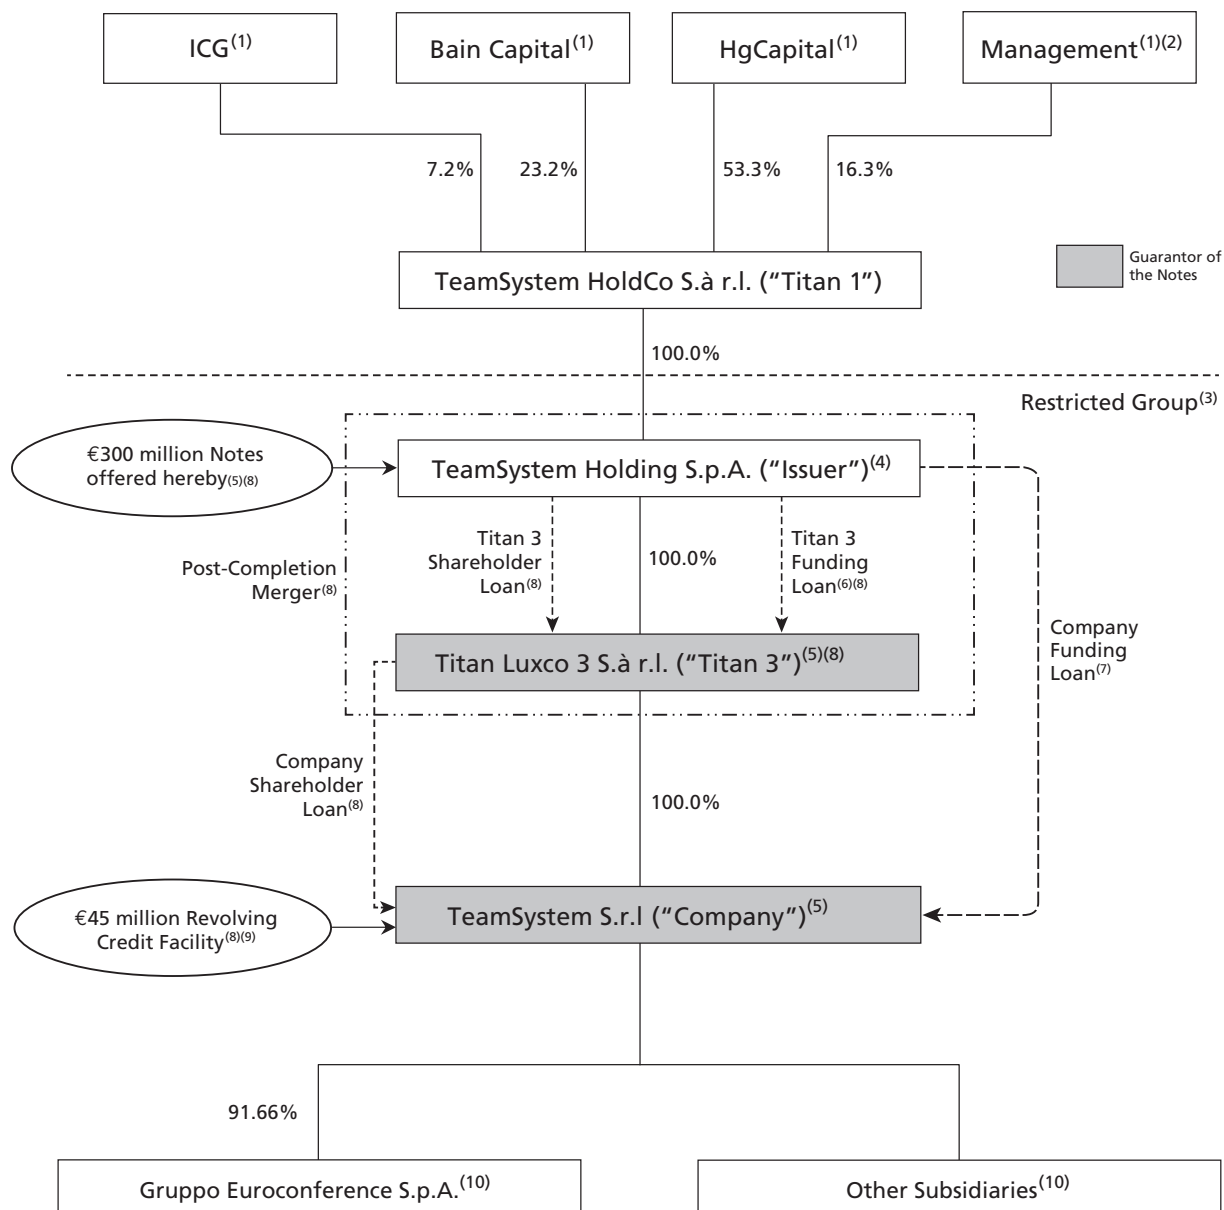 ICG(1)
Bain Capital(1)
HgCapital(1)
Management(1)(2)
7.2%
23.2%
53.3%
16.3%
TeamSystem HoldCo S.à r.l. (“Titan 1”)
Guarantor of
the Notes
100.0%
Restricted Group(3)
€300 million Notes
offered hereby(5)(8)
TeamSystem Holding S.p.A. (“Issuer”)(4)
Post-Completion
Merger(8)
Titan 3
Shareholder
Loan(8)
100.0%
Titan 3
Funding
Loan(6)(8)
Company
Funding
Loan(7)
Titan Luxco 3 S.à r.l. (“Titan 3”)(5)(8)
Company
Shareholder
Loan(8)
100.0%
€45 million Revolving
Credit Facility(8)(9)
TeamSystem S.r.l (“Company”)(5)
91.66%
Gruppo Euroconference S.p.A.(10)
Other Subsidiaries(10)